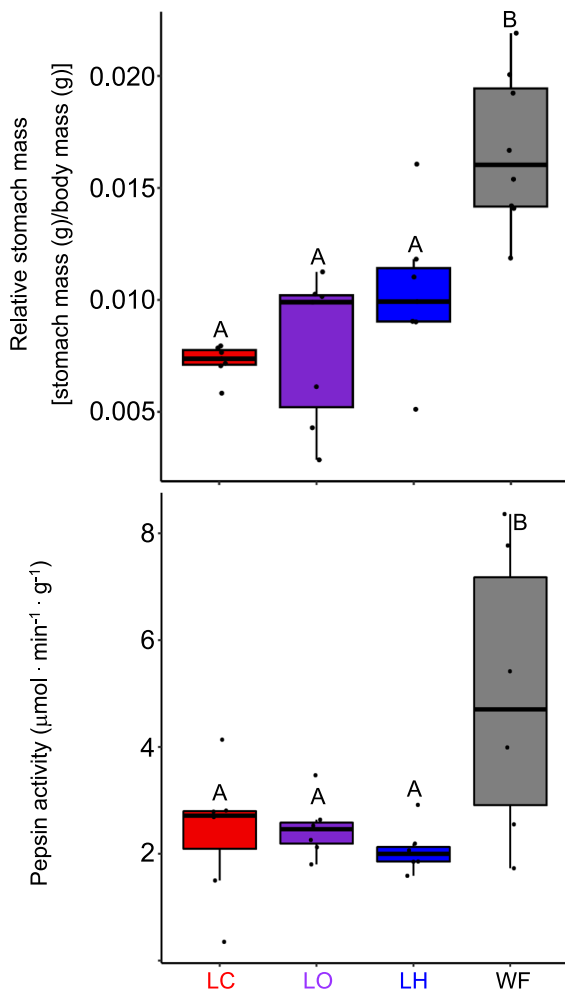 Relative stomach mass
[stomach mass (g)/body mass (g)]
0.020
0.015
0.010
0.005
A
A
A
B
Pepsin activity (μmol · min⁻¹ · g⁻¹)
8
6
4
2
A
A
A
B
LC LO LH WF